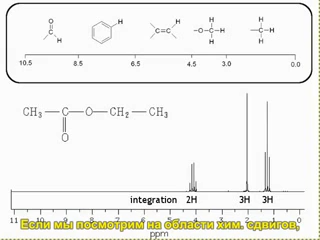 O H H H H H
C C=C -O-C-H C-H
H H
10.5 8.5 6.5 4.5 3.0 0.0
CH3—C—O—CH2—CH3
O
integration 2H 3H 3H
11 10 9 8 7 6 5 4 3 2 1 0
Если мы посмотрим на области хим. сдвигов,
ppm